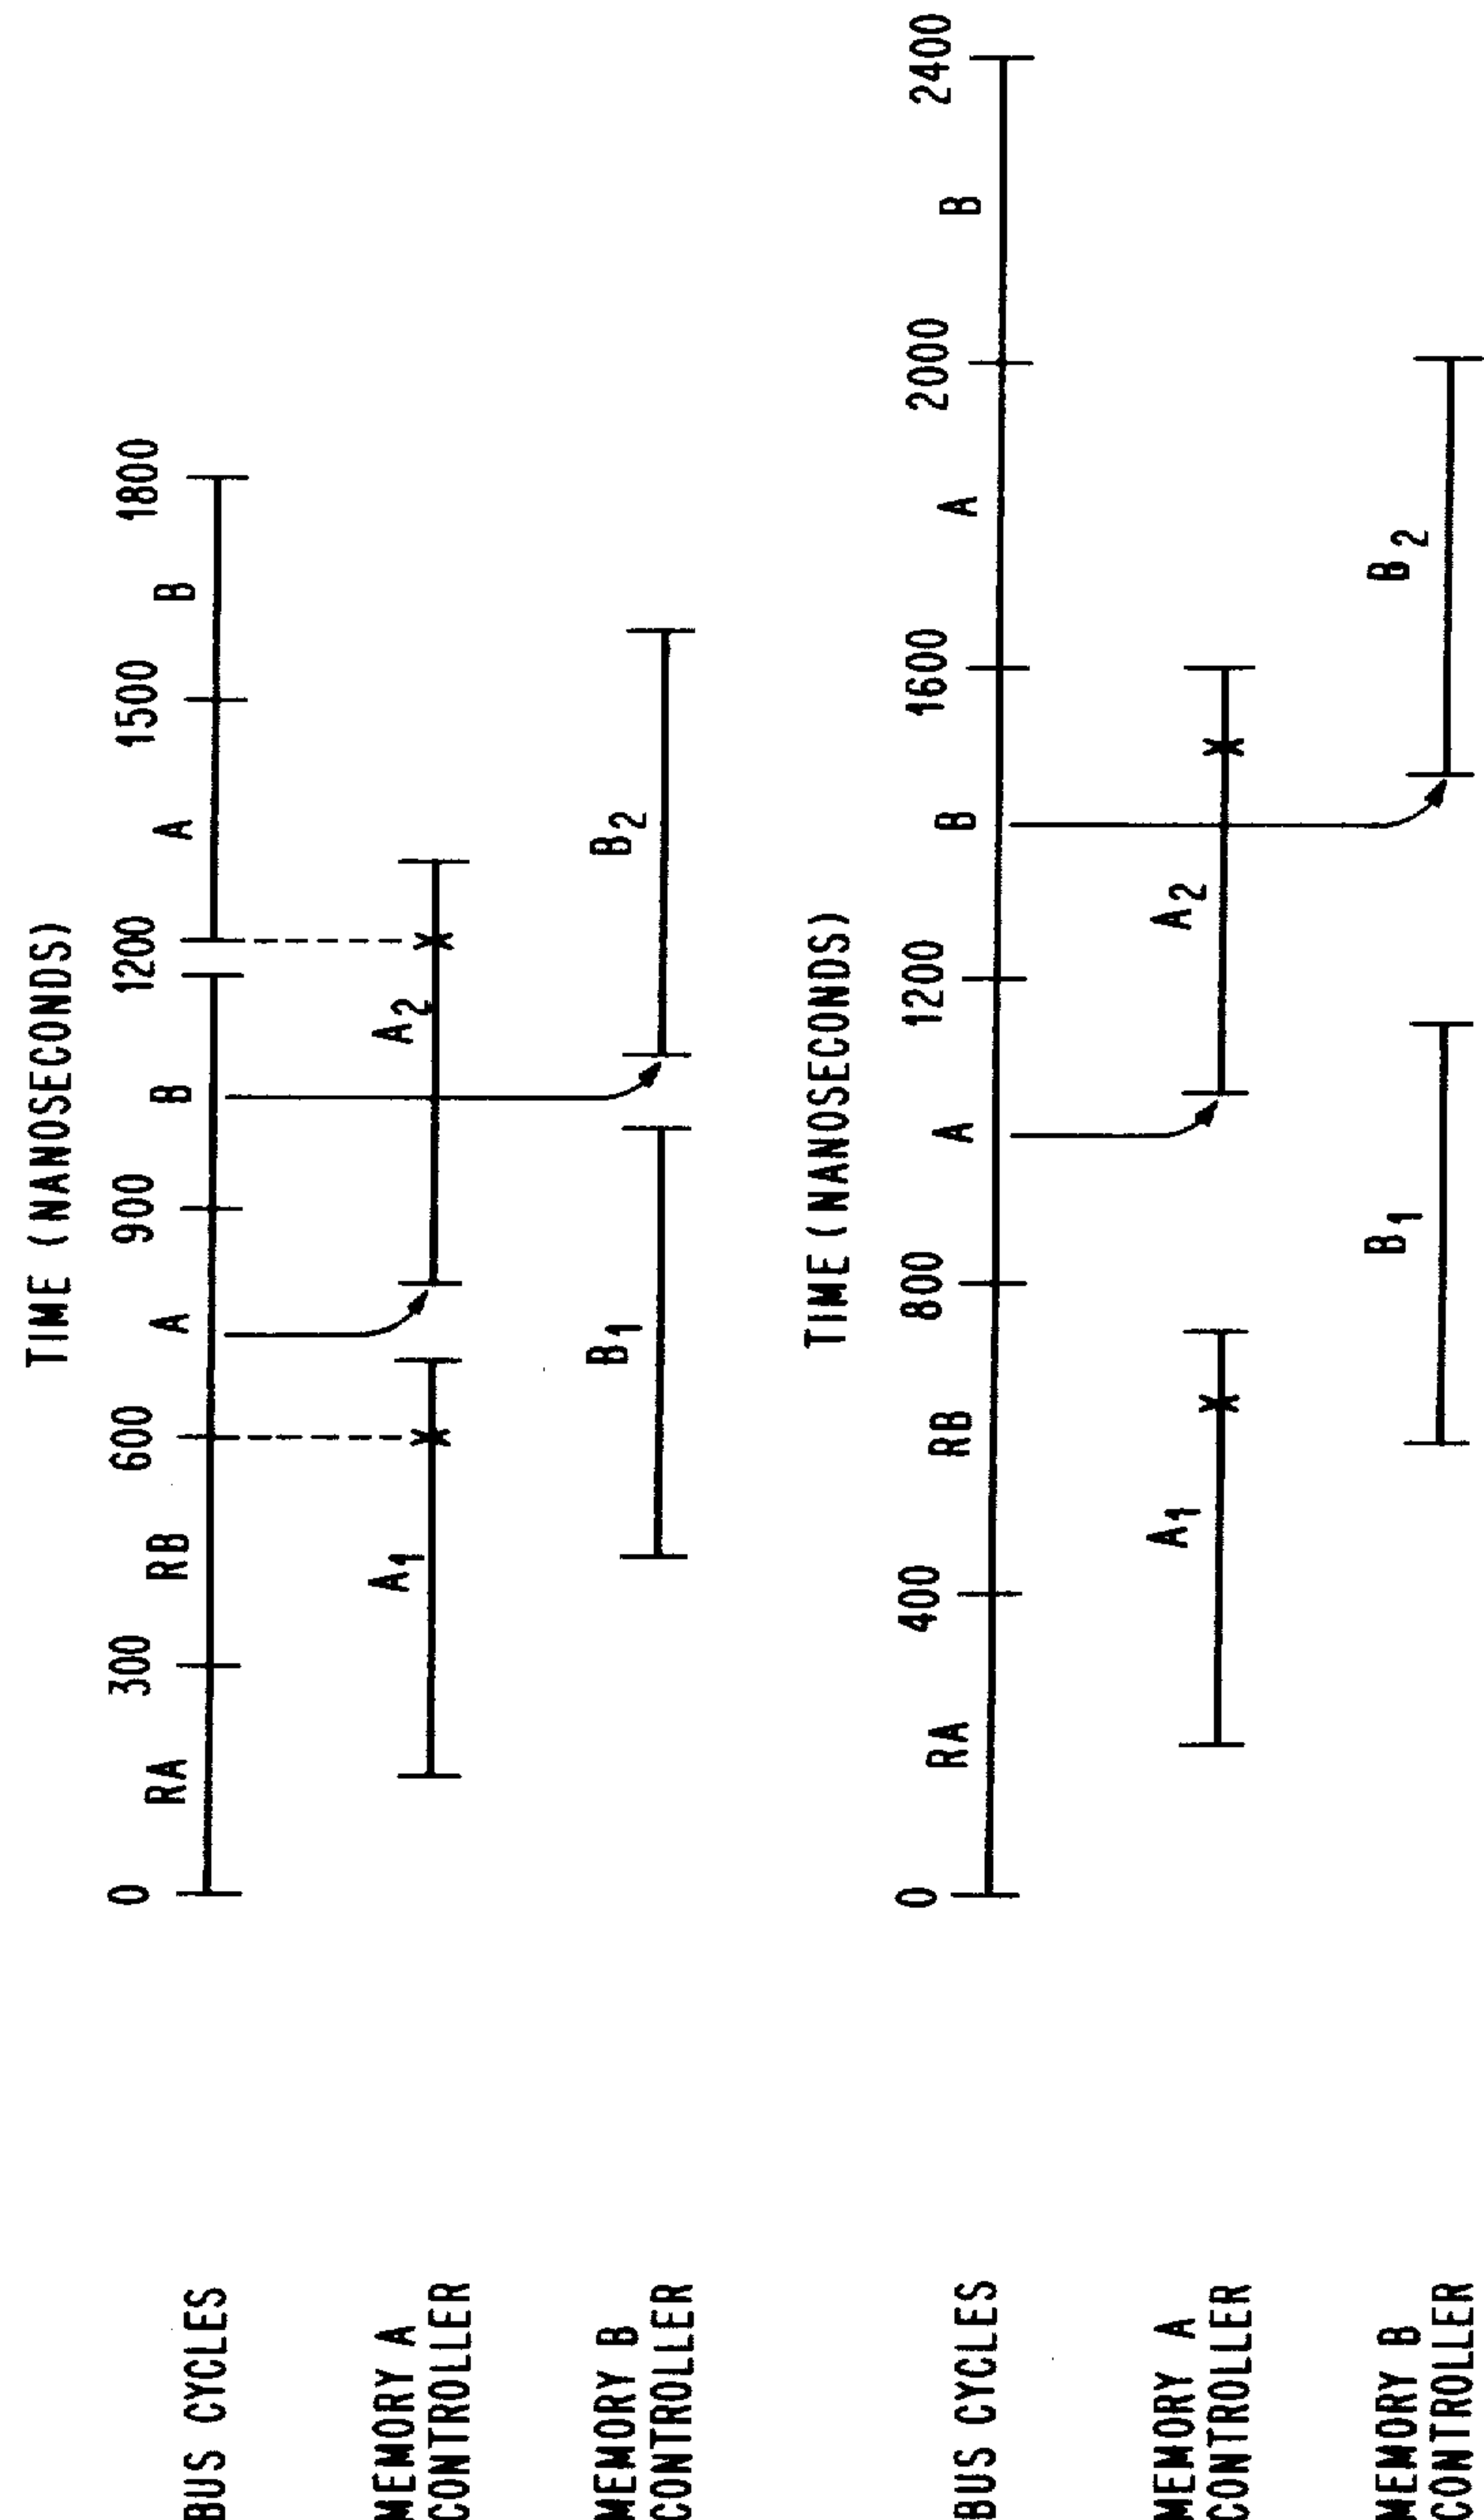 TIME (NANOSECONDS)
0 300 600 900 1200 1500 1800
RA RB A B A B
BUS CYCLES
A1 A2
MEMORY A
CONTROLLER
B1 B2
MEMORY B
CONTROLLER
TIME (NANOSECONDS)
0 400 800 1200 1600 2000 2400
RA RB A B A B
BUS CYCLES
A1 A2
MEMORY A
CONTROLLER
B1 B2
MEMORY B
CONTROLLER